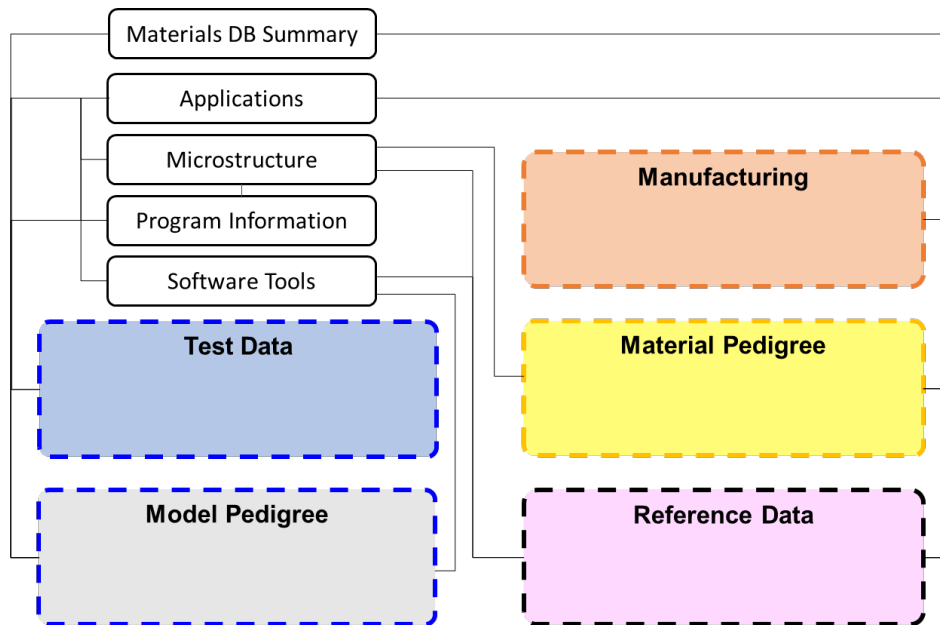 Materials DB Summary
Applications
Microstructure
Program Information
Software Tools
Manufacturing
Test Data
Material Pedigree
Model Pedigree
Reference Data